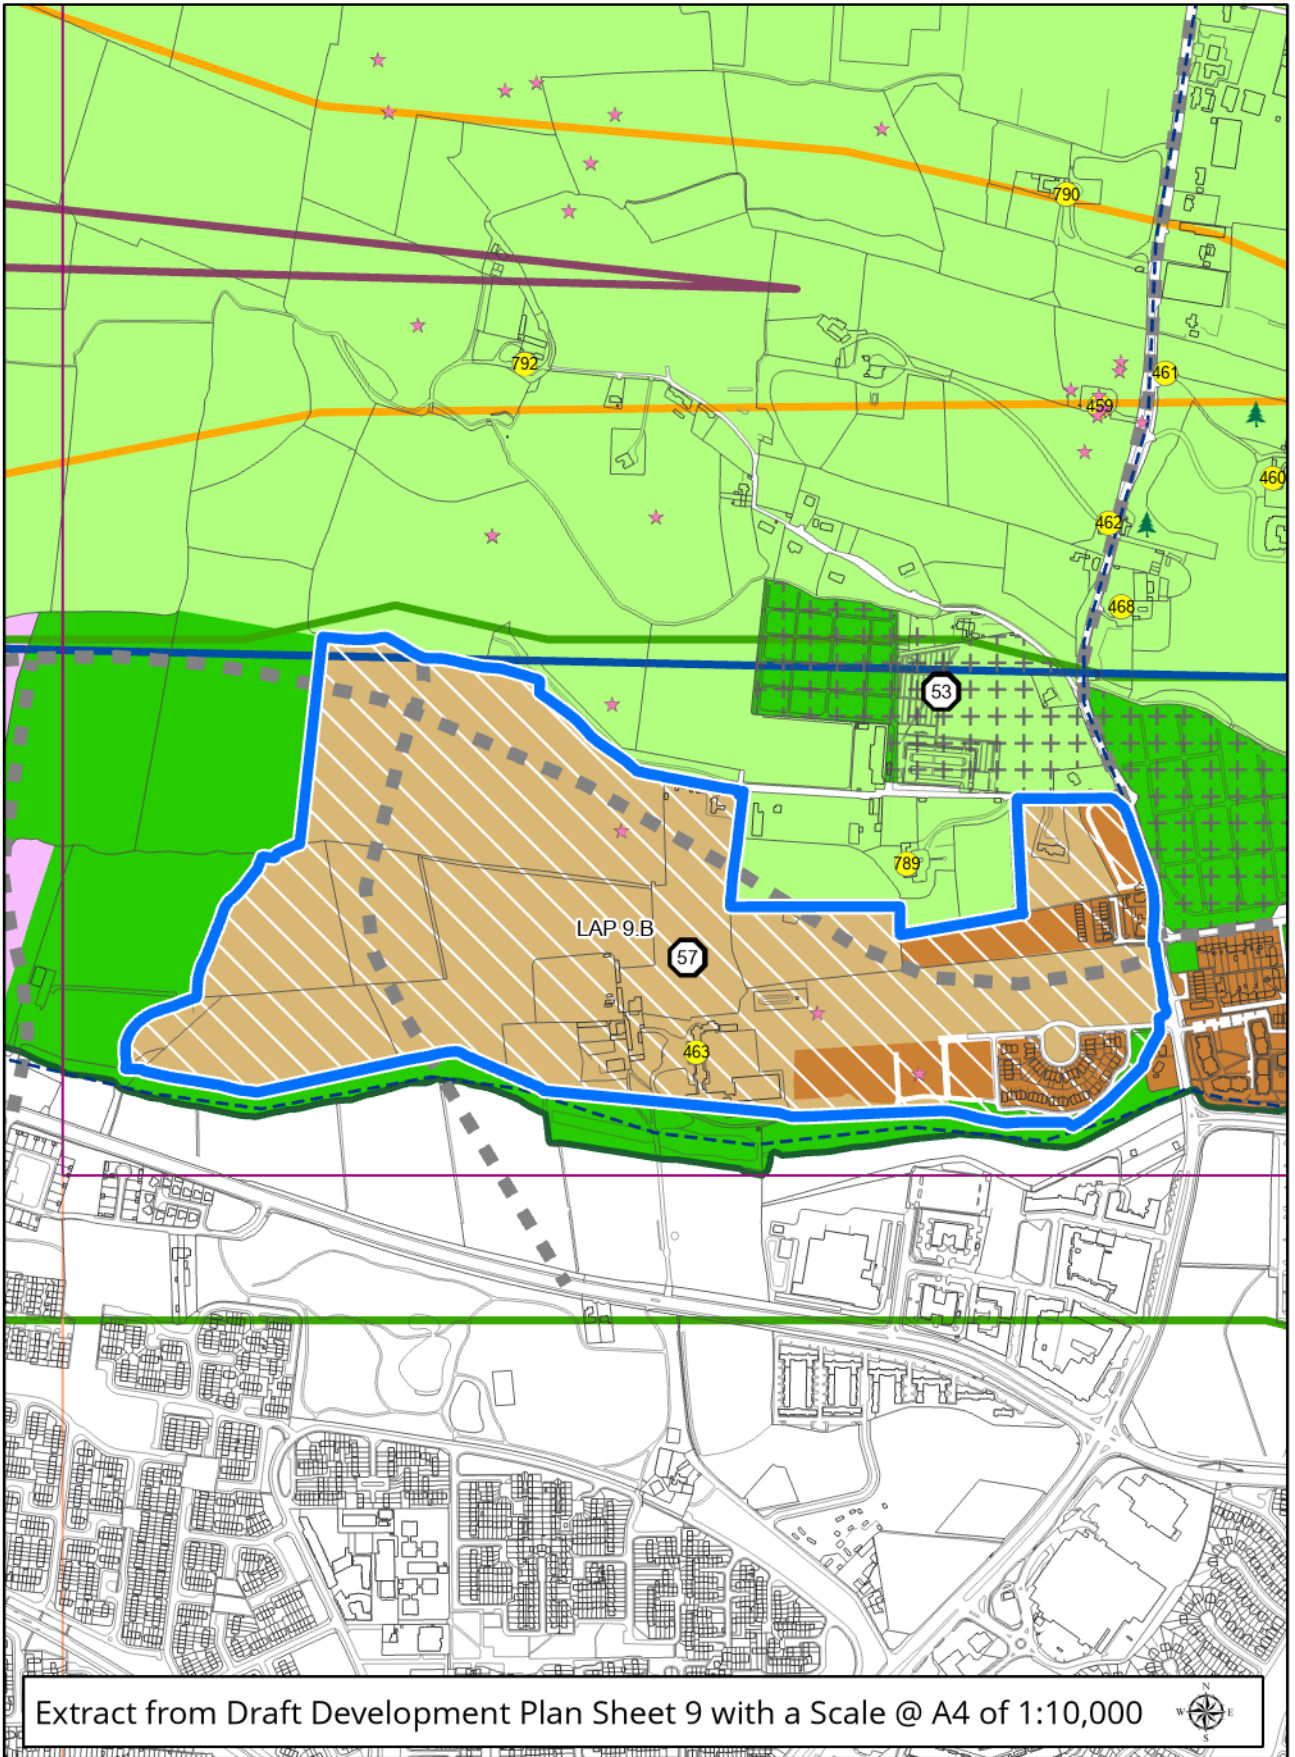 790
792
461
459
460
462
468
53
789
LAP 9.B
57
463
Extract from Draft Development Plan Sheet 9 with a Scale @ A4 of 1:10,000
N
W E
S